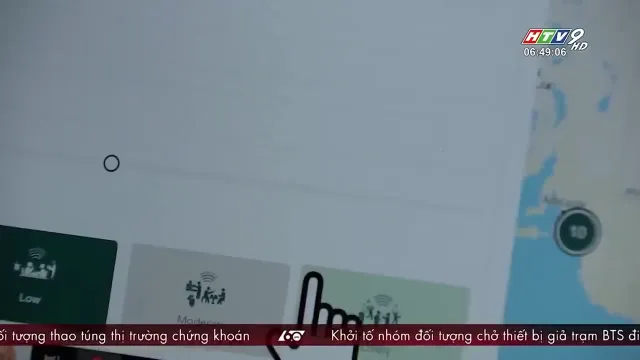 HTV9 HD
06:49:06
10
Low
ối tượng thao túng thị trường chứng khoán
Khởi tố nhóm đối tượng chở thiết bị giả trạm BTS đi